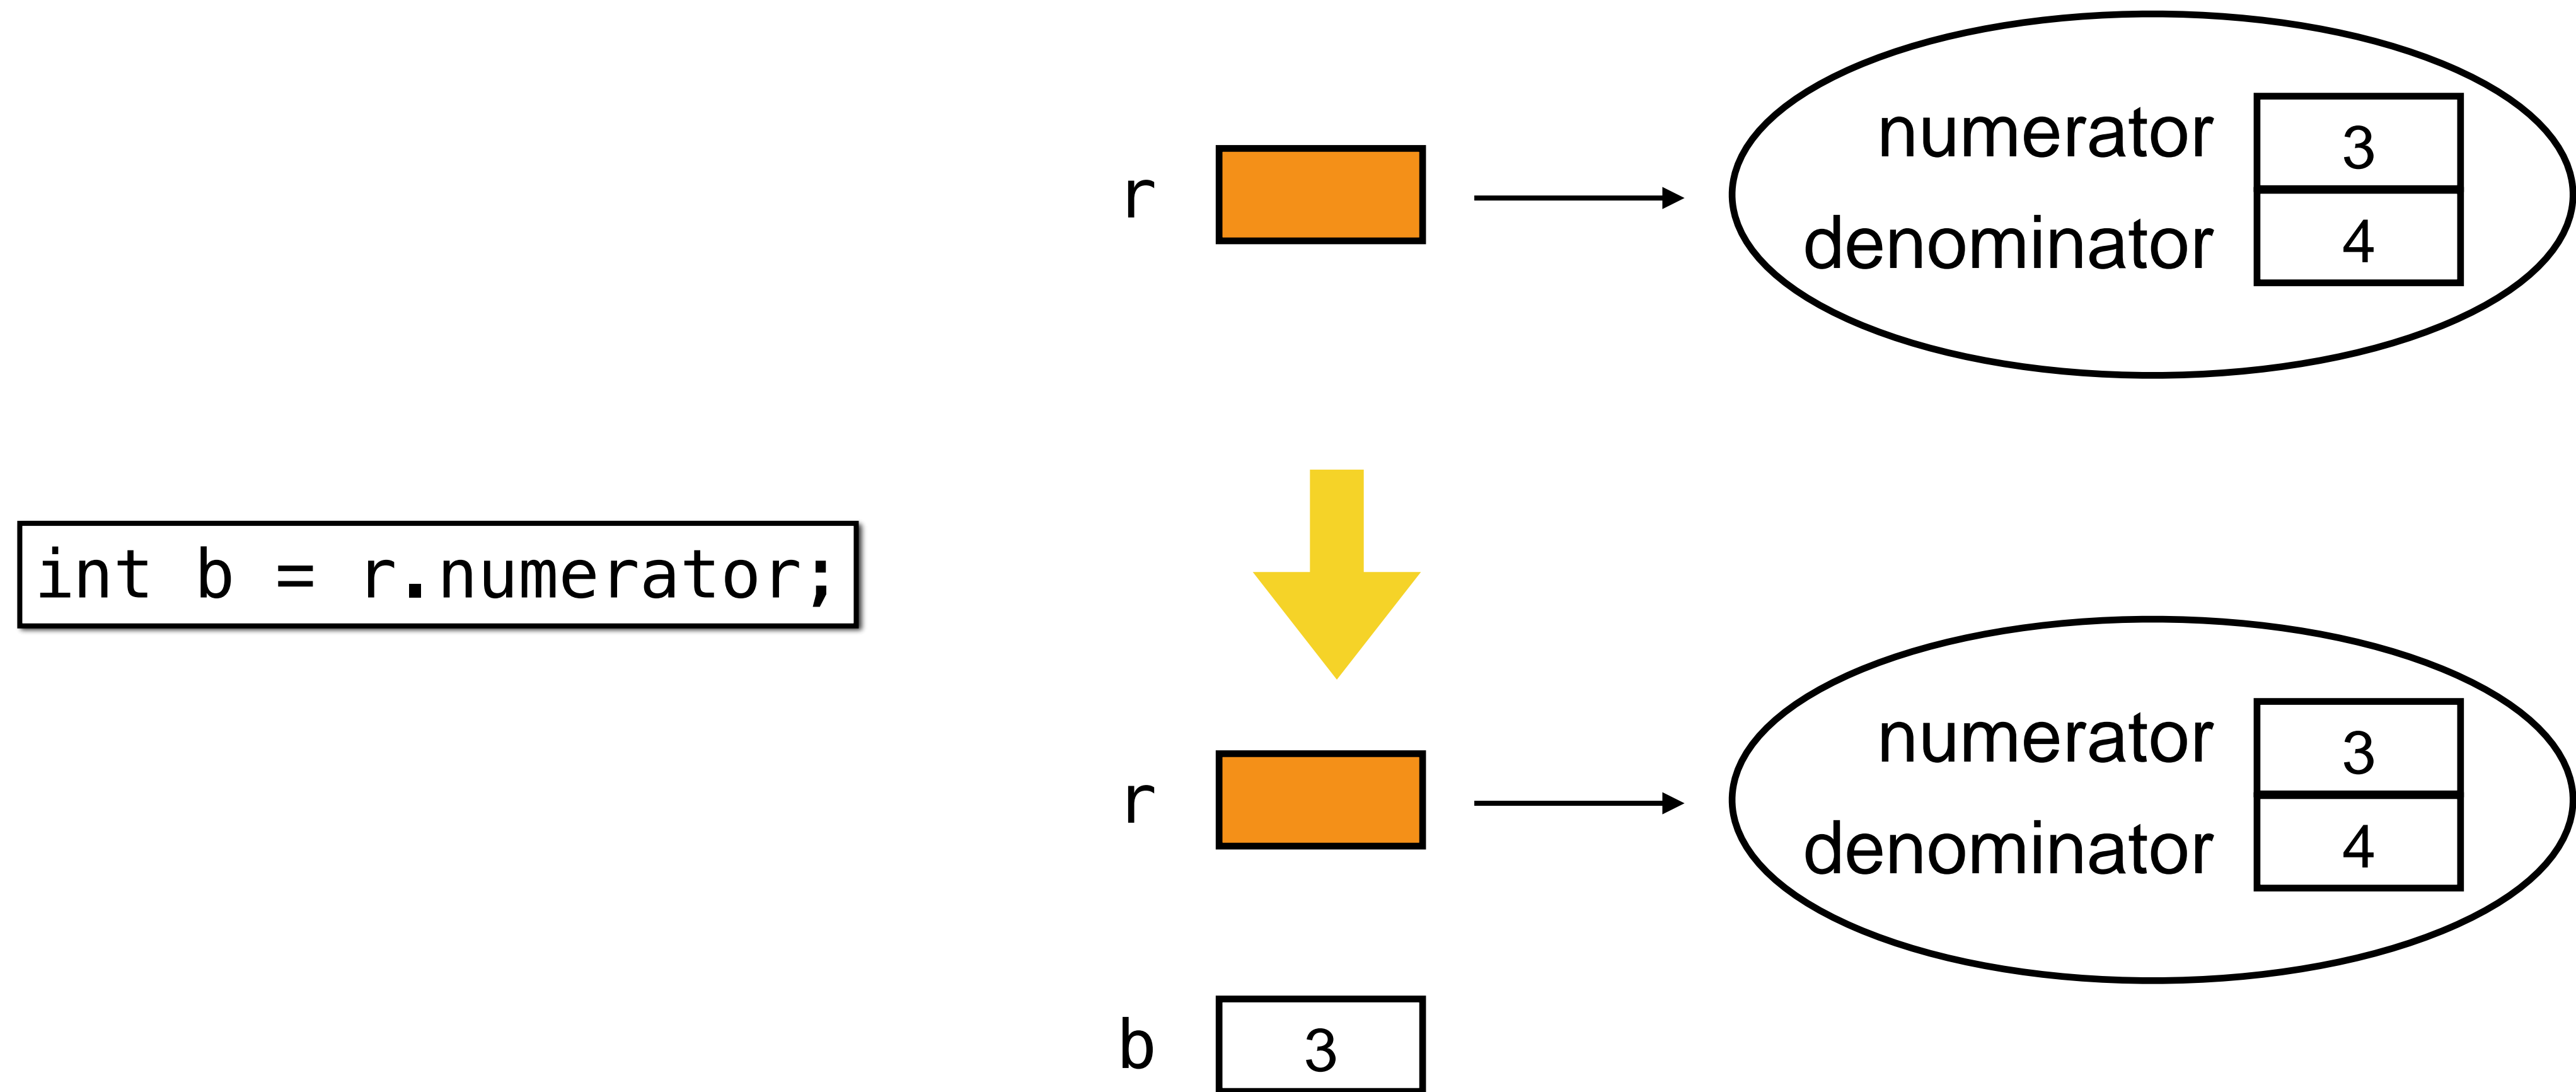 numerator 3
r
denominator 4
int b = r.numerator;
numerator 3
r
denominator 4
b 3